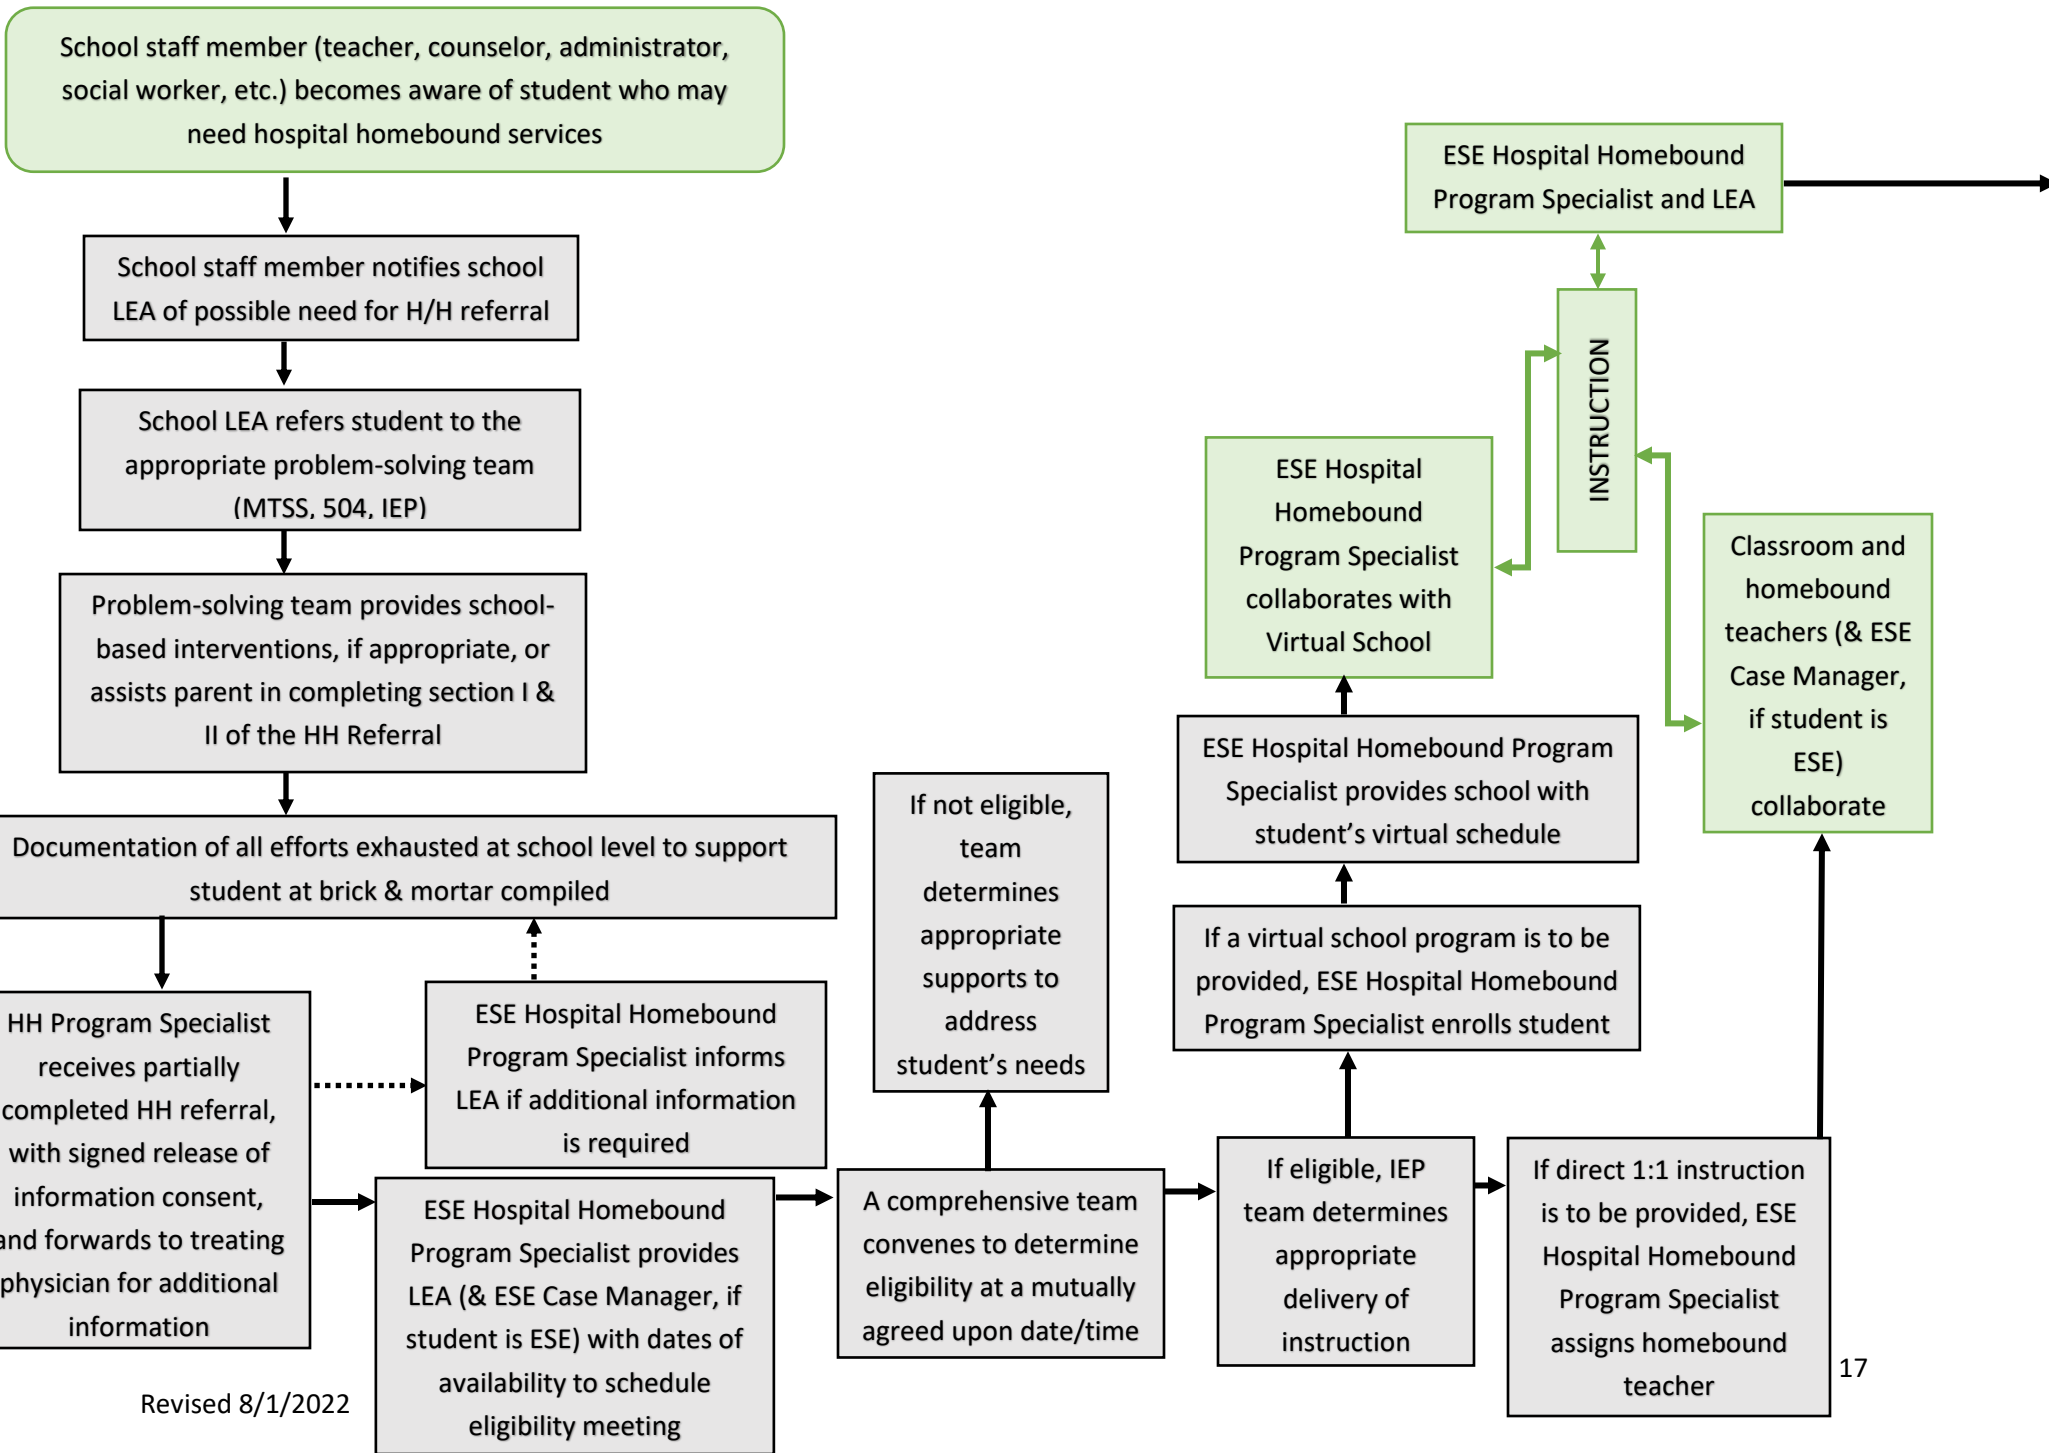 School staff member (teacher, counselor, administrator,
social worker, etc.) becomes aware of student who may
need hospital homebound services
School staff member notifies school
LEA of possible need for H/H referral
School LEA refers student to the
appropriate problem-solving team
(MTSS, 504, IEP)
Problem-solving team provides school-
based interventions, if appropriate, or
assists parent in completing section I &
II of the HH Referral
Documentation of all efforts exhausted at school level to support
student at brick & mortar compiled
HH Program Specialist
receives partially
completed HH referral,
with signed release of
information consent,
and forwards to treating
physician for additional
information
ESE Hospital Homebound
Program Specialist informs
LEA if additional information
is required
ESE Hospital Homebound
Program Specialist provides
LEA (& ESE Case Manager, if
student is ESE) with dates of
availability to schedule
eligibility meeting
A comprehensive team
convenes to determine
eligibility at a mutually
agreed upon date/time
If not eligible,
team
determines
appropriate
supports to
address
student’s needs
If eligible, IEP
team determines
appropriate
delivery of
instruction
If a virtual school program is to be
provided, ESE Hospital Homebound
Program Specialist enrolls student
ESE Hospital Homebound Program
Specialist provides school with
student’s virtual schedule
ESE Hospital
Homebound
Program Specialist
collaborates with
Virtual School
If direct 1:1 instruction
is to be provided, ESE
Hospital Homebound
Program Specialist
assigns homebound
teacher
Classroom and
homebound
teachers (& ESE
Case Manager,
if student is
ESE)
collaborate
INSTRUCTION
ESE Hospital Homebound
Program Specialist and LEA
Revised 8/1/2022
17